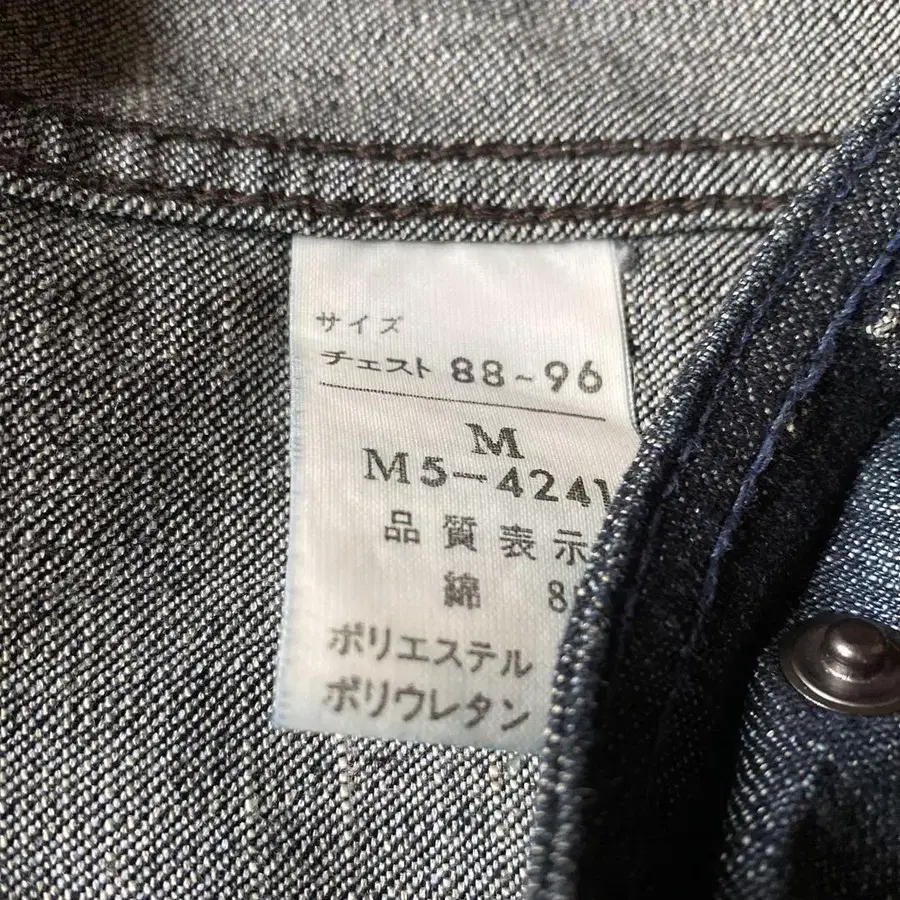 サイズ
チェスト 88~96
M
M5-424
品質表示
綿 8
ポリエステル
ポリウレタン